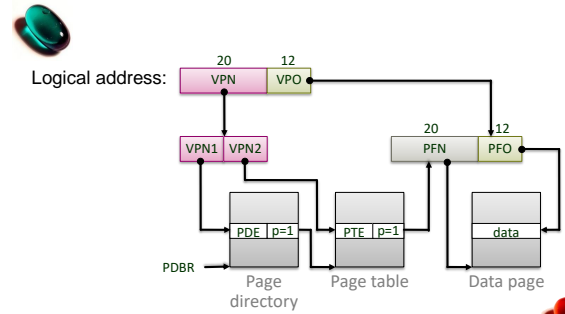 20 12
Logical address: VPN VPO
20 12
VPN1 VPN2 PFN PFO
PDE p=1 PTE p=1 data
PDBR
Page directory
Page table
Data page